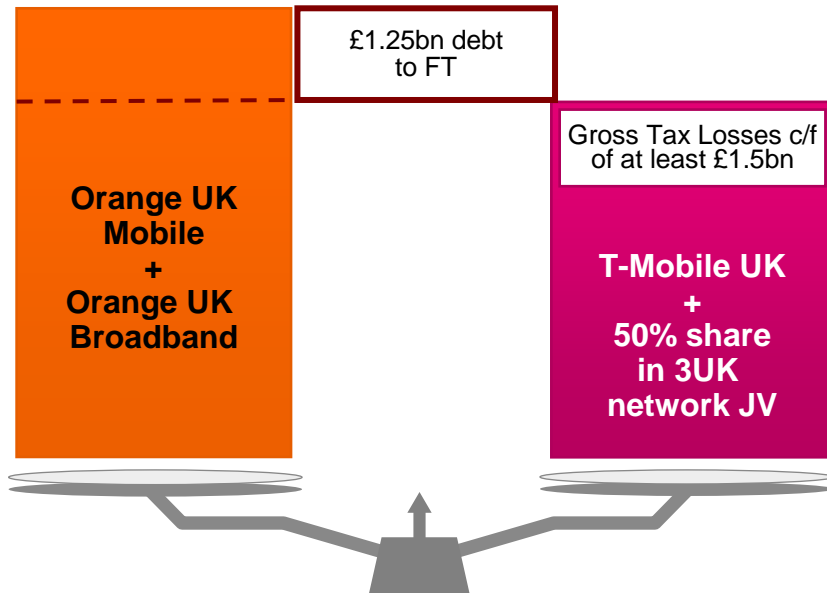 £1.25bn debt
to FT
Gross Tax Losses c/f
of at least £1.5bn
Orange UK
Mobile
+
Orange UK
Broadband
T-Mobile UK
+
50% share
in 3UK
network JV